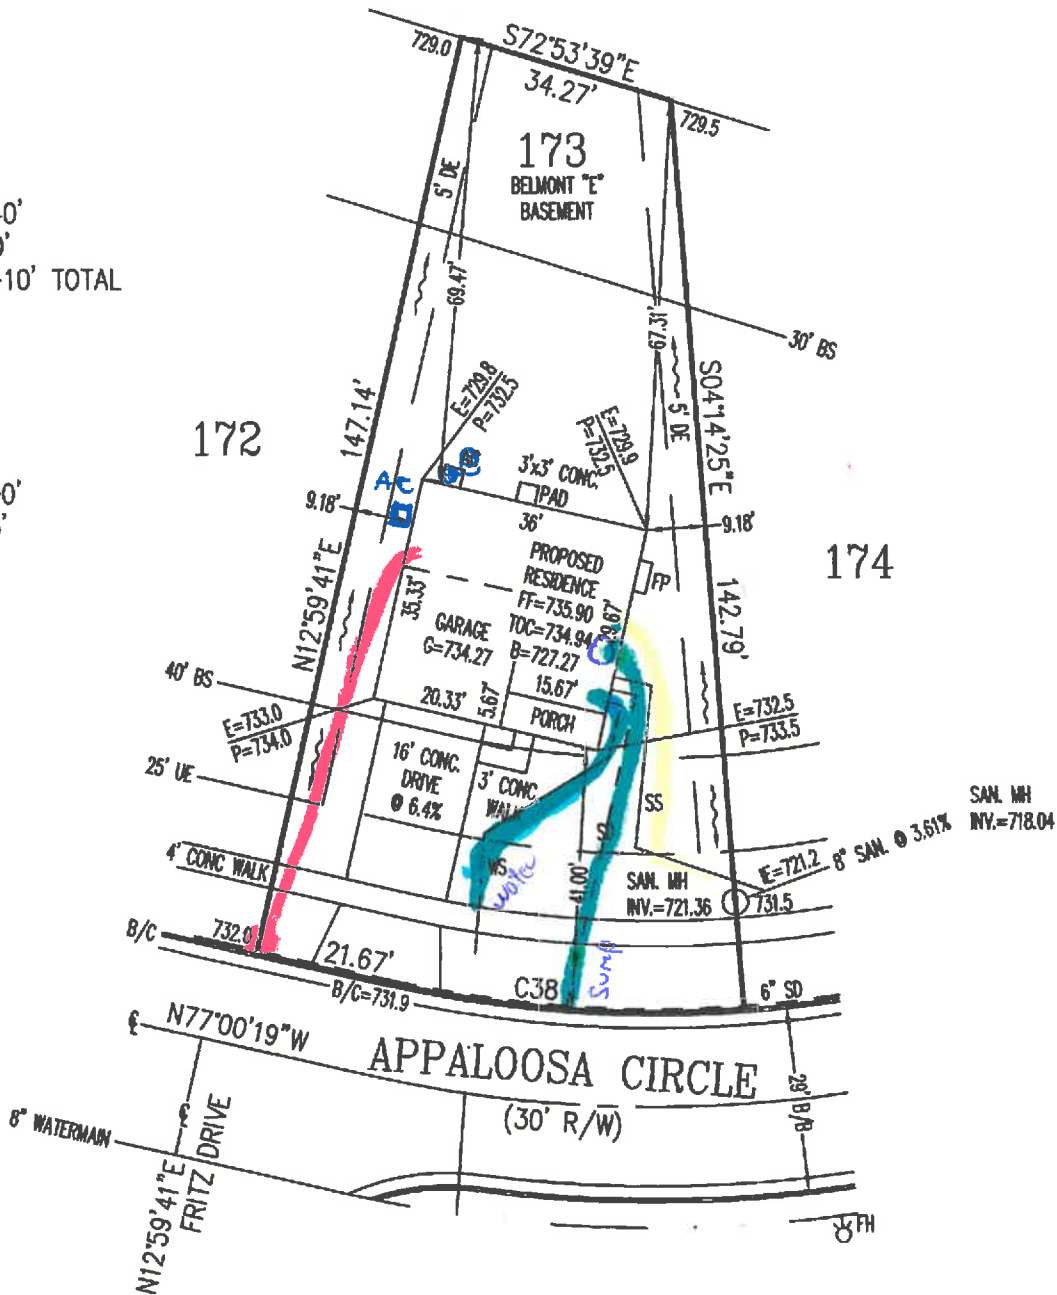 729.0
S72°53'39"E
34.27'
729.5
173
BELMONT "E"
BASEMENT
5' DE
0'
-10' TOTAL
69.47'
67.31'
30' BS
147.14'
172
E=729.8
P=732.5
E=729.9
P=732.5
5' DE
S04°14'25"E
AC
3'x3' CONC.
PAD
9.18'
36'
9.18'
0'
174
N12°59'41"E
PROPOSED
RESIDENCE
FF=735.90
TOC=734.94
B=727.27
FP
35.33'
GARAGE
G=734.27
29.67'
142.79'
40' BS
20.33'
5.67'
15.67'
PORCH
E=733.0
P=734.0
E=732.5
P=733.5
25' UE
16' CONC.
DRIVE
@ 6.4%
3' CONC.
WALK
SS
SD
SAN. MH
INV.=718.04
8" SAN. @ 3.61%
4' CONC WALK
WS
water
41.00'
SAN. MH
INV.=721.36
IE=721.2
731.5
B/C
732.0
21.67'
B/C=731.9
C38
Sump
6" SD
℄
N77°00'19"W
APPALOOSA CIRCLE
(30' R/W)
29' B/B
8" WATERMAIN
℄
N12°59'41"E
FRITZ DRIVE
FH